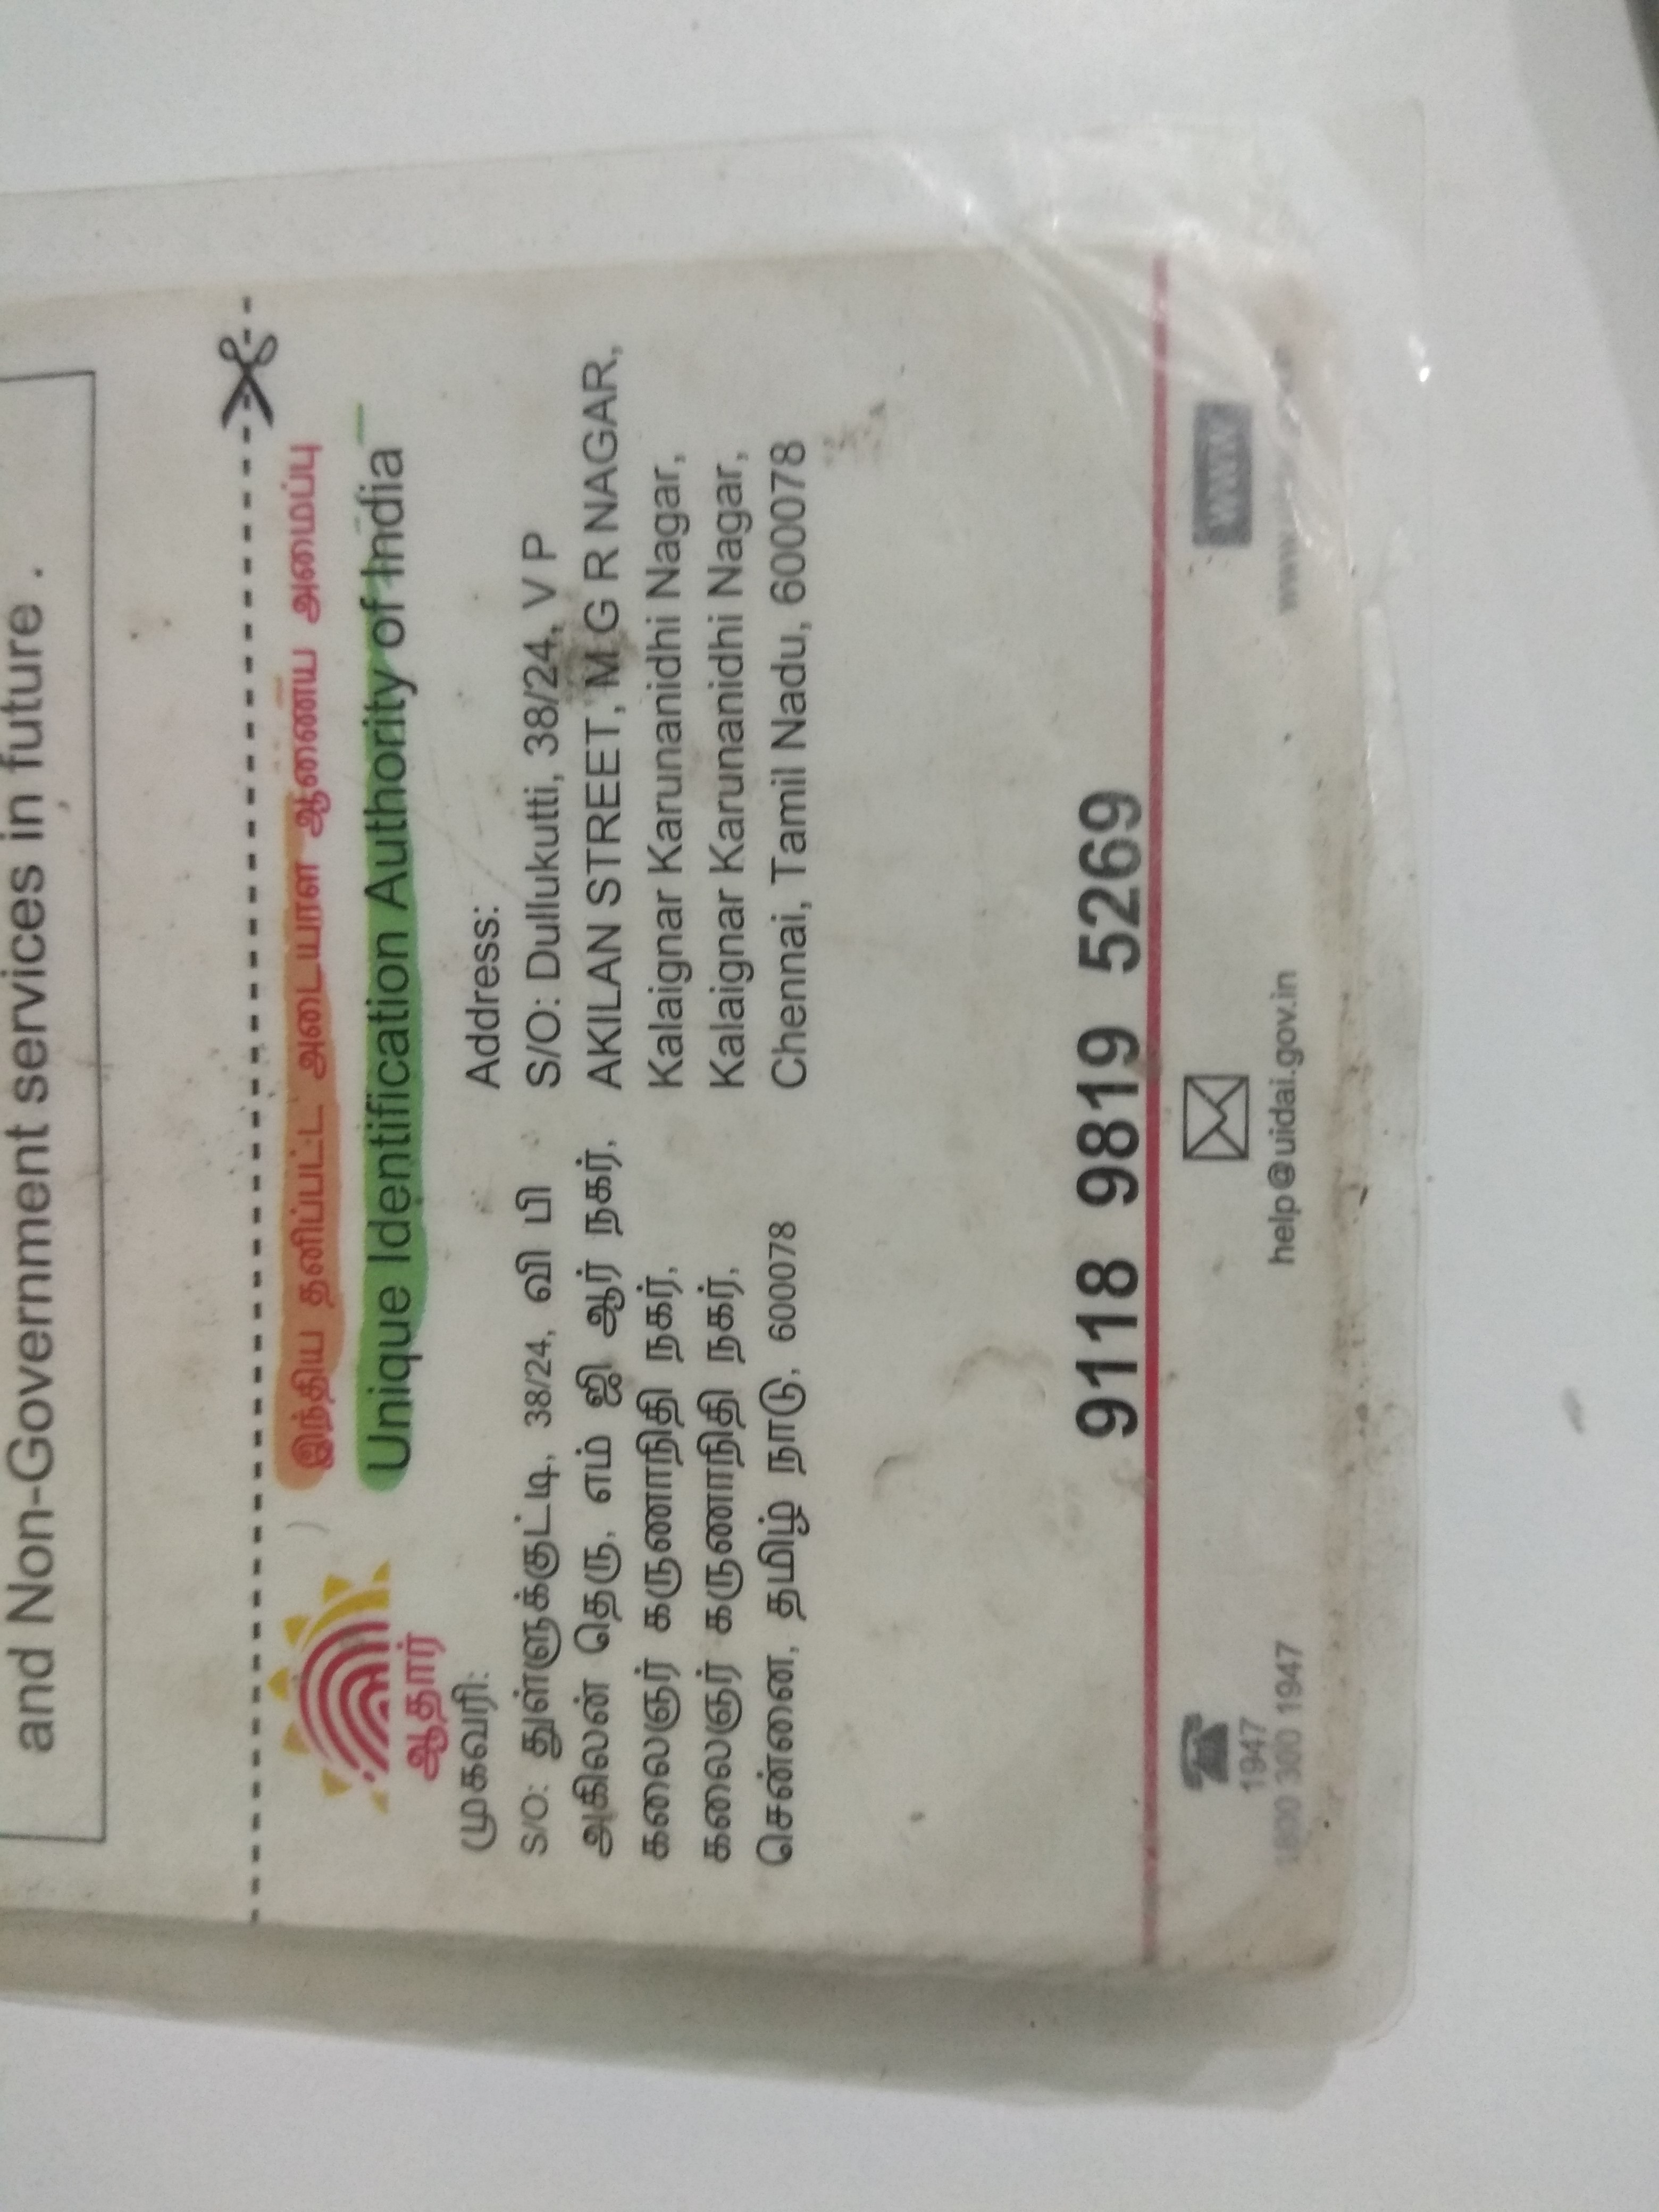 and Non-Government services in future .
இந்திய தனிப்பட்ட அடையாள ஆணைய அமைப்பு
Unique Identification Authority of India
ஆதார்
முகவரி:
S/O: துள்ளுக்குட்டி, 38/24, வி பி
அகிலன் தெரு, எம் ஜி ஆர் நகர்,
கலைஞர் கருணாநிதி நகர்,
கலைஞர் கருணாநிதி நகர்,
சென்னை, தமிழ் நாடு, 600078
Address:
S/O: Dullukutti, 38/24, V P
AKILAN STREET, M G R NAGAR,
Kalaignar Karunanidhi Nagar,
Kalaignar Karunanidhi Nagar,
Chennai, Tamil Nadu, 600078
9118 9819 5269
1947
1800 300 1947
help@uidai.gov.in
WWW